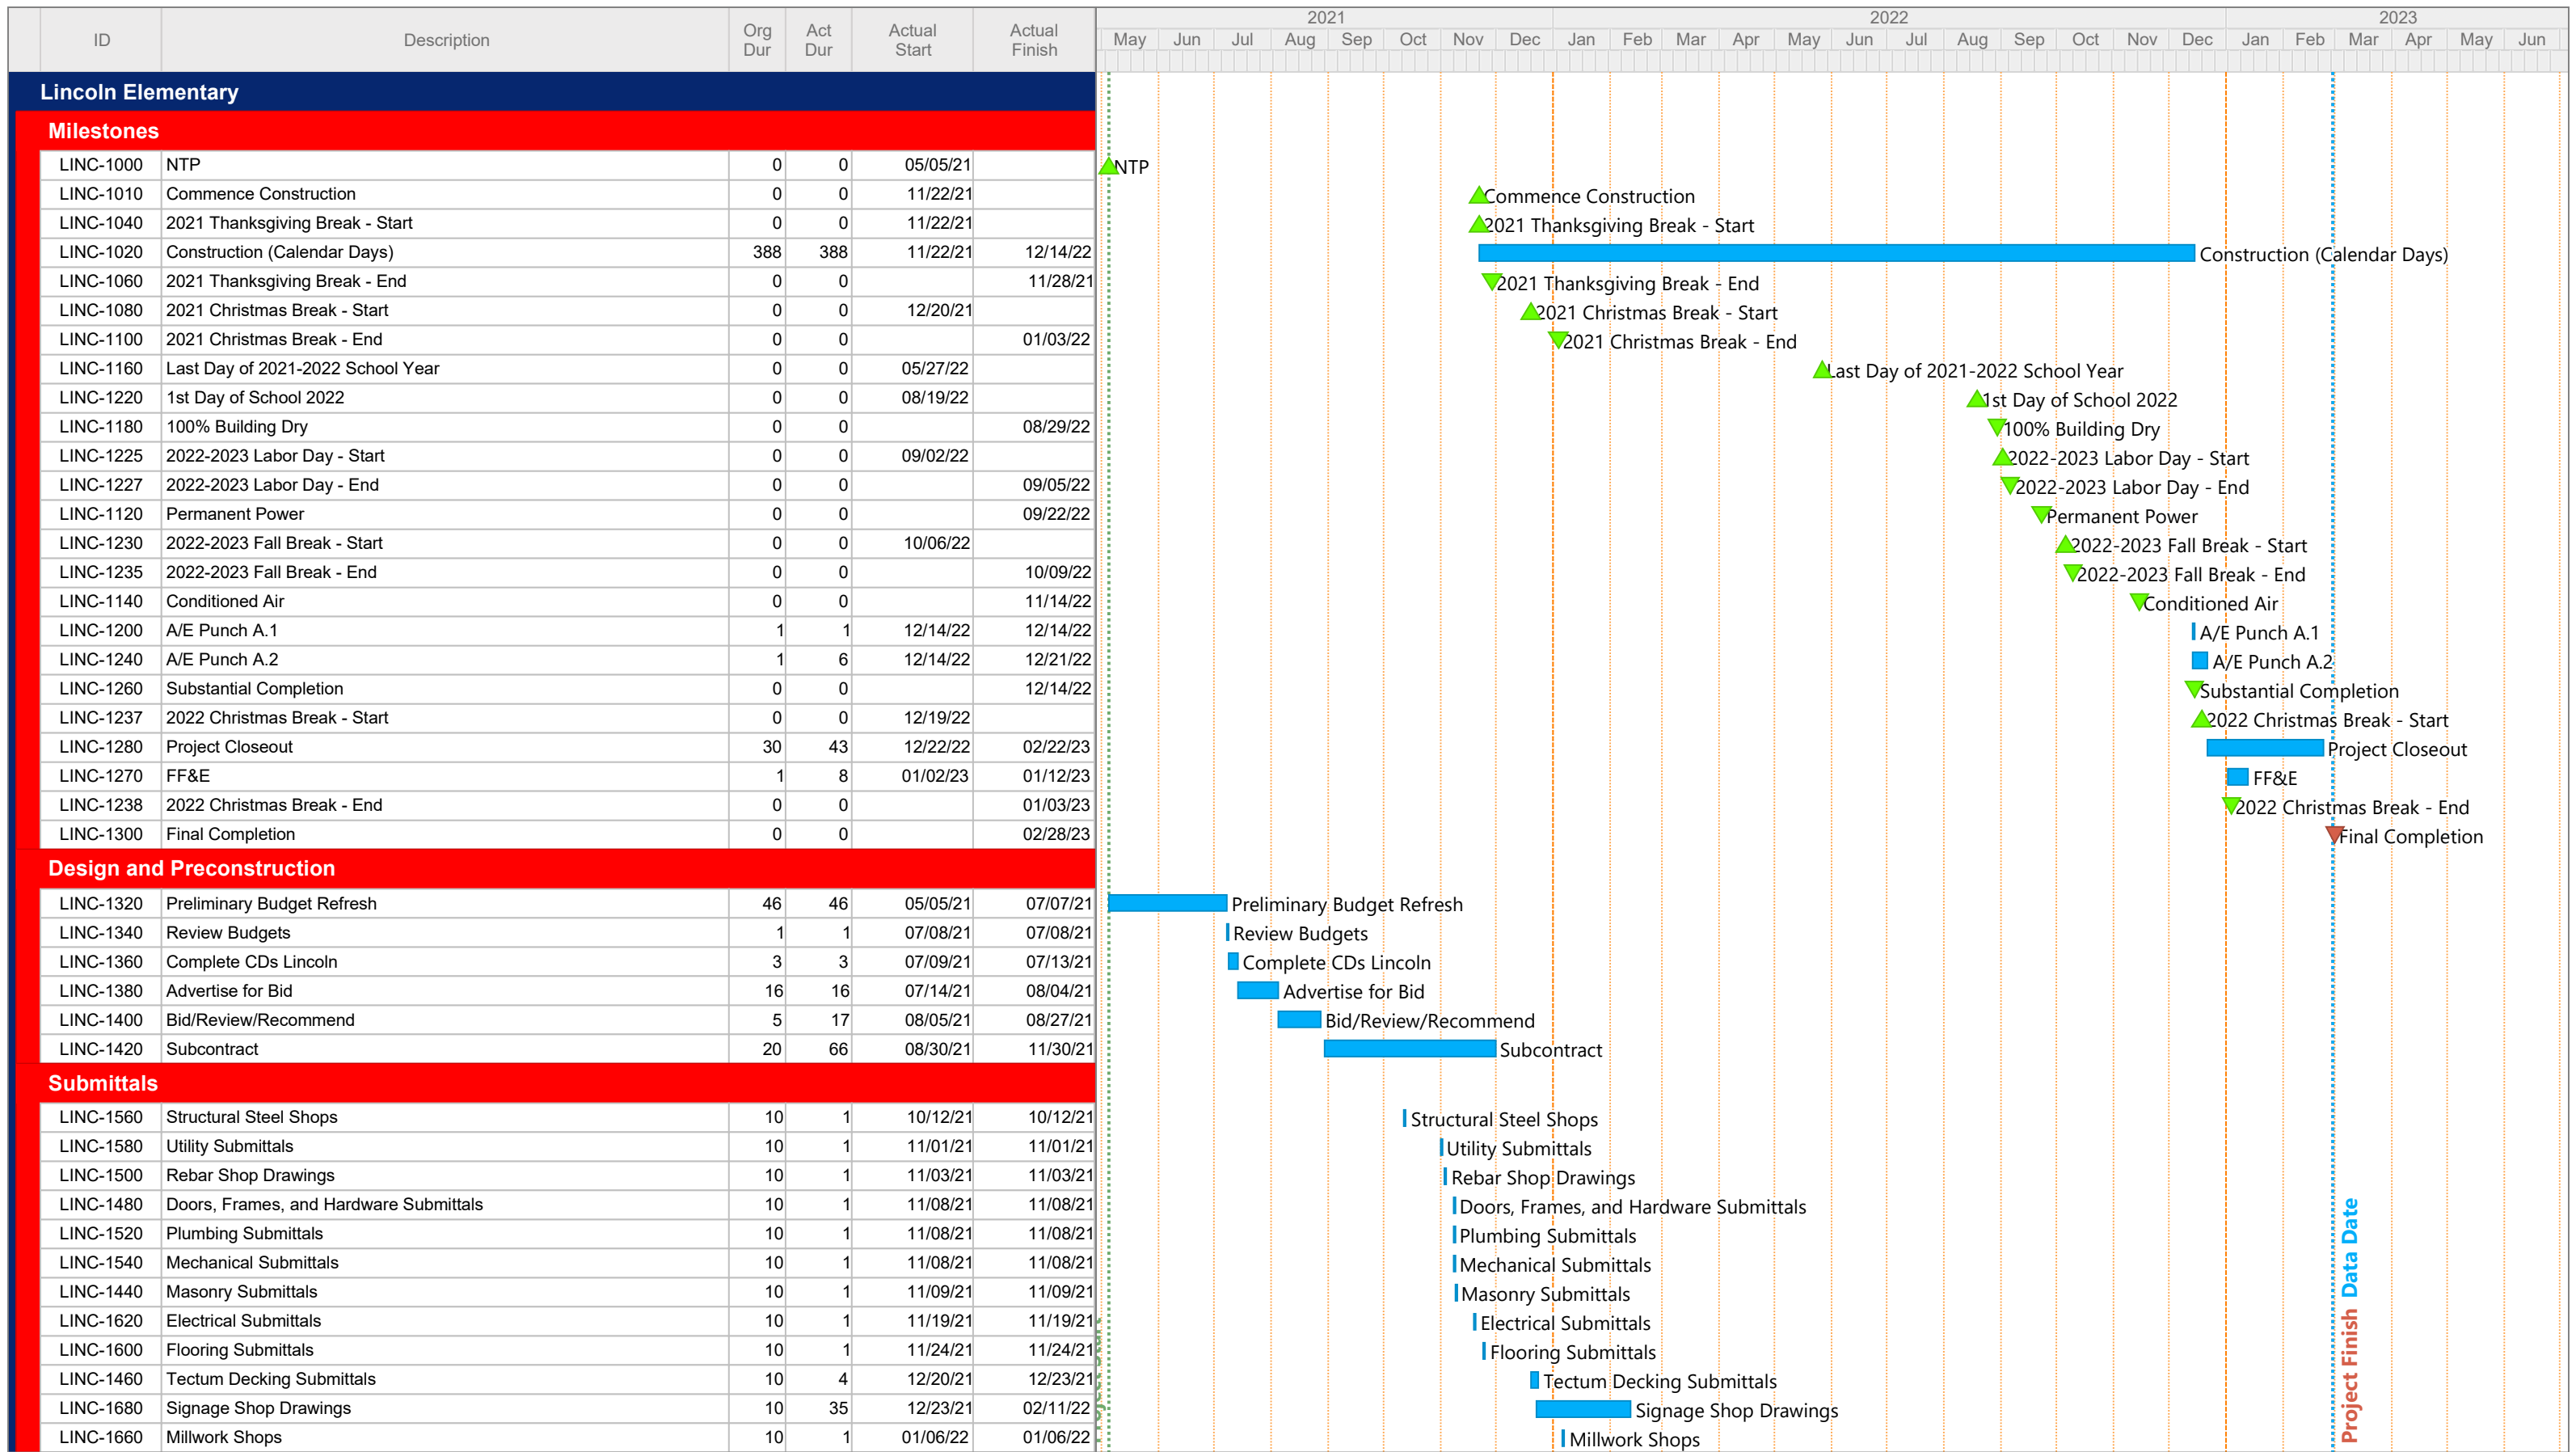 ID Description Org Dur Act Dur Actual Start Actual Finish
2021 2022 2023
May Jun Jul Aug Sep Oct Nov Dec Jan Feb Mar Apr May Jun Jul Aug Sep Oct Nov Dec Jan Feb Mar Apr May Jun
Lincoln Elementary
Milestones
LINC-1000 NTP 0 0 05/05/21 NTP
LINC-1010 Commence Construction 0 0 11/22/21 Commence Construction
LINC-1040 2021 Thanksgiving Break - Start 0 0 11/22/21 2021 Thanksgiving Break - Start
LINC-1020 Construction (Calendar Days) 388 388 11/22/21 12/14/22 Construction (Calendar Days)
LINC-1060 2021 Thanksgiving Break - End 0 0 11/28/21 2021 Thanksgiving Break - End
LINC-1080 2021 Christmas Break - Start 0 0 12/20/21 2021 Christmas Break - Start
LINC-1100 2021 Christmas Break - End 0 0 01/03/22 2021 Christmas Break - End
LINC-1160 Last Day of 2021-2022 School Year 0 0 05/27/22 Last Day of 2021-2022 School Year
LINC-1220 1st Day of School 2022 0 0 08/19/22 1st Day of School 2022
LINC-1180 100% Building Dry 0 0 08/29/22 100% Building Dry
LINC-1225 2022-2023 Labor Day - Start 0 0 09/02/22 2022-2023 Labor Day - Start
LINC-1227 2022-2023 Labor Day - End 0 0 09/05/22 2022-2023 Labor Day - End
LINC-1120 Permanent Power 0 0 09/22/22 Permanent Power
LINC-1230 2022-2023 Fall Break - Start 0 0 10/06/22 2022-2023 Fall Break - Start
LINC-1235 2022-2023 Fall Break - End 0 0 10/09/22 2022-2023 Fall Break - End
LINC-1140 Conditioned Air 0 0 11/14/22 Conditioned Air
LINC-1200 A/E Punch A.1 1 1 12/14/22 12/14/22 A/E Punch A.1
LINC-1240 A/E Punch A.2 1 6 12/14/22 12/21/22 A/E Punch A.2
LINC-1260 Substantial Completion 0 0 12/14/22 Substantial Completion
LINC-1237 2022 Christmas Break - Start 0 0 12/19/22 2022 Christmas Break - Start
LINC-1280 Project Closeout 30 43 12/22/22 02/22/23 Project Closeout
LINC-1270 FF&E 1 8 01/02/23 01/12/23 FF&E
LINC-1238 2022 Christmas Break - End 0 0 01/03/23 2022 Christmas Break - End
LINC-1300 Final Completion 0 0 02/28/23 Final Completion
Design and Preconstruction
LINC-1320 Preliminary Budget Refresh 46 46 05/05/21 07/07/21 Preliminary Budget Refresh
LINC-1340 Review Budgets 1 1 07/08/21 07/08/21 Review Budgets
LINC-1360 Complete CDs Lincoln 3 3 07/09/21 07/13/21 Complete CDs Lincoln
LINC-1380 Advertise for Bid 16 16 07/14/21 08/04/21 Advertise for Bid
LINC-1400 Bid/Review/Recommend 5 17 08/05/21 08/27/21 Bid/Review/Recommend
LINC-1420 Subcontract 20 66 08/30/21 11/30/21 Subcontract
Submittals
LINC-1560 Structural Steel Shops 10 1 10/12/21 10/12/21 Structural Steel Shops
LINC-1580 Utility Submittals 10 1 11/01/21 11/01/21 Utility Submittals
LINC-1500 Rebar Shop Drawings 10 1 11/03/21 11/03/21 Rebar Shop Drawings
LINC-1480 Doors, Frames, and Hardware Submittals 10 1 11/08/21 11/08/21 Doors, Frames, and Hardware Submittals
LINC-1520 Plumbing Submittals 10 1 11/08/21 11/08/21 Plumbing Submittals
LINC-1540 Mechanical Submittals 10 1 11/08/21 11/08/21 Mechanical Submittals
LINC-1440 Masonry Submittals 10 1 11/09/21 11/09/21 Masonry Submittals
LINC-1620 Electrical Submittals 10 1 11/19/21 11/19/21 Electrical Submittals
LINC-1600 Flooring Submittals 10 1 11/24/21 11/24/21 Flooring Submittals
LINC-1460 Tectum Decking Submittals 10 4 12/20/21 12/23/21 Tectum Decking Submittals
LINC-1680 Signage Shop Drawings 10 35 12/23/21 02/11/22 Signage Shop Drawings
LINC-1660 Millwork Shops 10 1 01/06/22 01/06/22 Millwork Shops
Project Finish Data Date